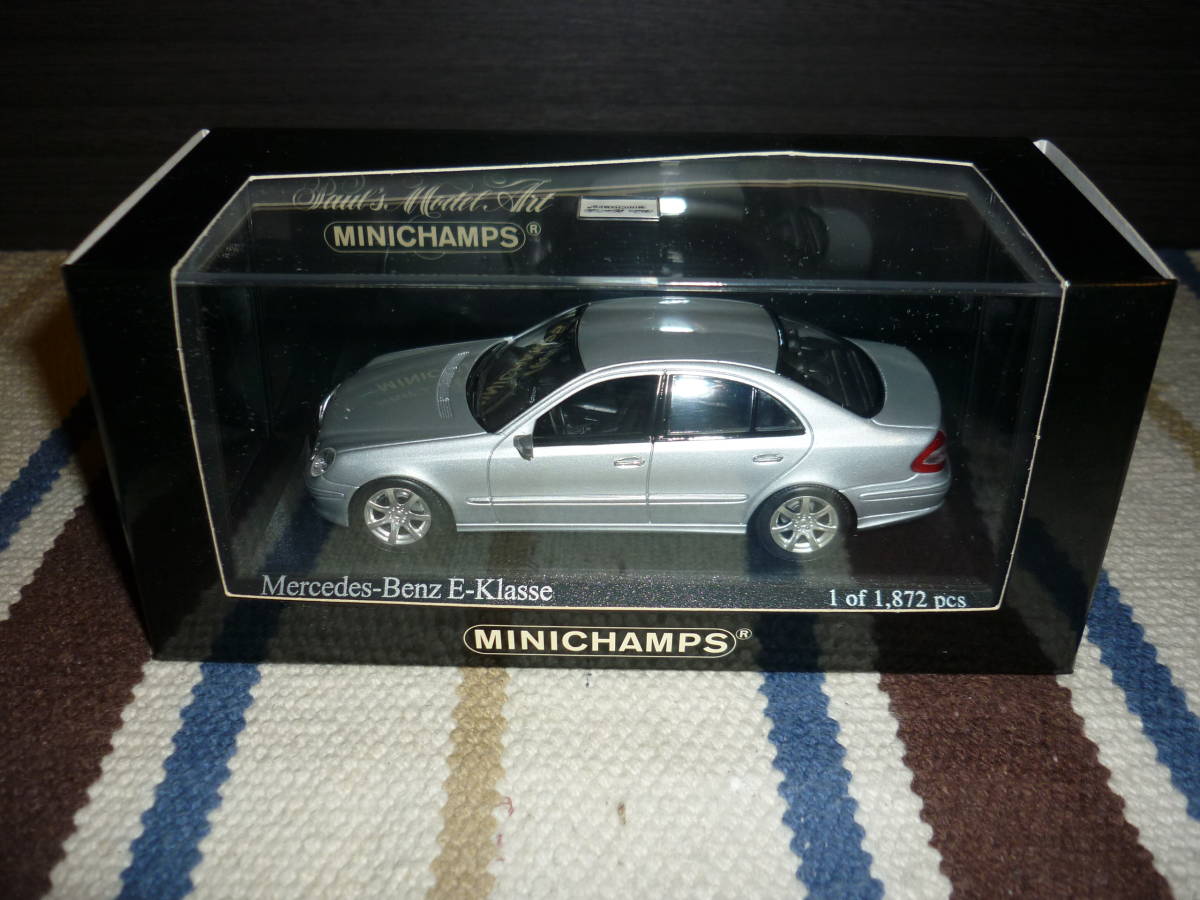 Paul's Model Art
MINICHAMPS®
Mercedes-Benz E-Klasse
1 of 1,872 pcs
MINICHAMPS®